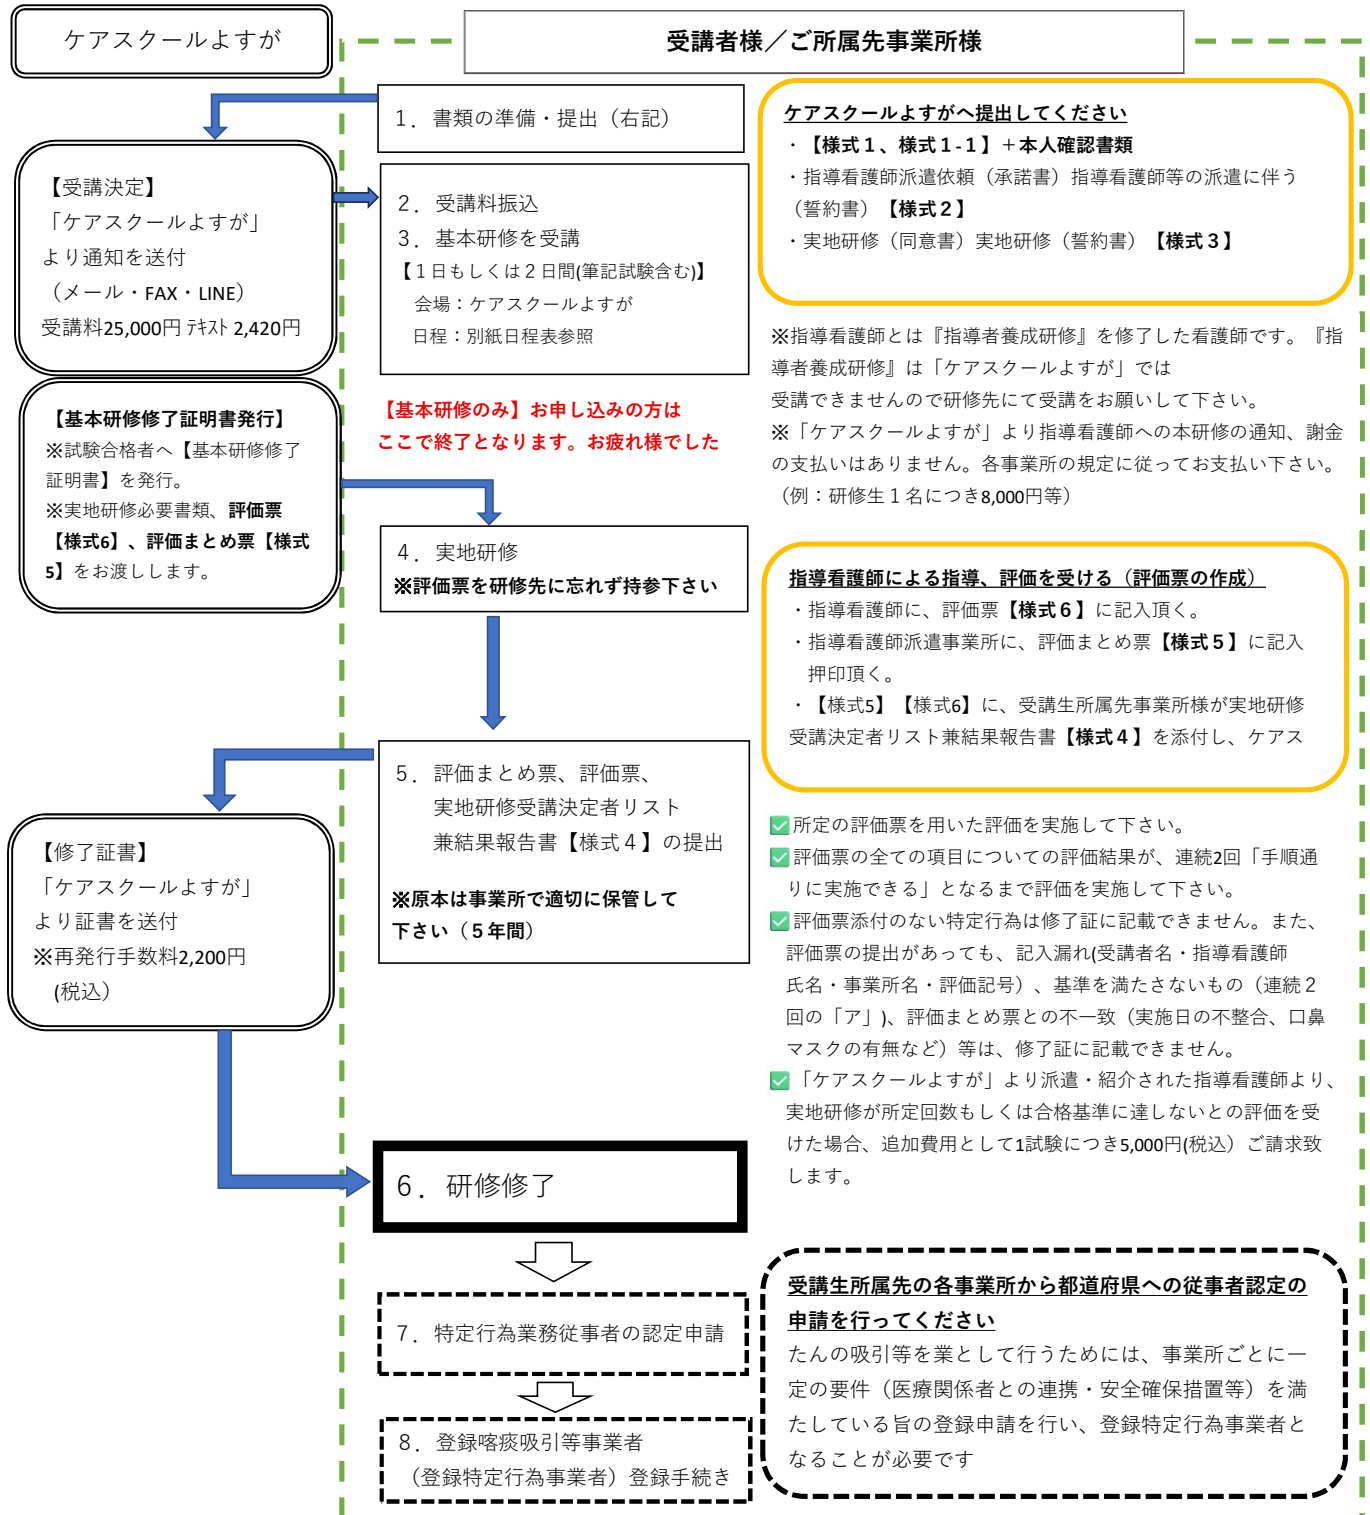 ケアスクールよすが
受講者様／ご所属先事業所様
1．書類の準備・提出（右記）
ケアスクールよすがへ提出してください
・【様式１、様式１-１】＋本人確認書類
・指導看護師派遣依頼（承諾書）指導看護師等の派遣に伴う
（誓約書）【様式２】
・実地研修（同意書）実地研修（誓約書）【様式３】
【受講決定】
「ケアスクールよすが」
より通知を送付
（メール・FAX・LINE）
受講料25,000円 ﾃｷｽﾄ 2,420円
2．受講料振込
3．基本研修を受講
【１日もしくは２日間(筆記試験含む)】
会場：ケアスクールよすが
日程：別紙日程表参照
※指導看護師とは『指導者養成研修』を修了した看護師です。『指
導者養成研修』は「ケアスクールよすが」では
受講できませんので研修先にて受講をお願いして下さい。
※「ケアスクールよすが」より指導看護師への本研修の通知、謝金
の支払いはありません。各事業所の規定に従ってお支払い下さい。
（例：研修生１名につき8,000円等）
【基本研修修了証明書発行】
※試験合格者へ【基本研修修了
証明書】を発行。
※実地研修必要書類、評価票
【様式6】、評価まとめ票【様式
5】をお渡しします。
【基本研修のみ】お申し込みの方は
ここで終了となります。お疲れ様でした
4．実地研修
※評価票を研修先に忘れず持参下さい
指導看護師による指導、評価を受ける（評価票の作成）
・指導看護師に、評価票【様式６】に記入頂く。
・指導看護師派遣事業所に、評価まとめ票【様式５】に記入
押印頂く。
・【様式5】【様式6】に、受講生所属先事業所様が実地研修
受講決定者リスト兼結果報告書【様式４】を添付し、ケアス
5．評価まとめ票、評価票、
実地研修受講決定者リスト
兼結果報告書【様式４】の提出
※原本は事業所で適切に保管して
下さい（５年間）
【修了証書】
「ケアスクールよすが」
より証書を送付
※再発行手数料2,200円
(税込）
✅所定の評価票を用いた評価を実施して下さい。
✅評価票の全ての項目についての評価結果が、連続2回「手順通
りに実施できる」となるまで評価を実施して下さい。
✅評価票添付のない特定行為は修了証に記載できません。また、
評価票の提出があっても、記入漏れ(受講者名・指導看護師
氏名・事業所名・評価記号）、基準を満たさないもの（連続２
回の「ア」)、評価まとめ票との不一致（実施日の不整合、口鼻
マスクの有無など）等は、修了証に記載できません。
✅「ケアスクールよすが」より派遣・紹介された指導看護師より、
実地研修が所定回数もしくは合格基準に達しないとの評価を受
けた場合、追加費用として1試験につき5,000円(税込）ご請求致
します。
6．研修修了
7．特定行為業務従事者の認定申請
8．登録喀痰吸引等事業者
（登録特定行為事業者）登録手続き
受講生所属先の各事業所から都道府県への従事者認定の
申請を行ってください
たんの吸引等を業として行うためには、事業所ごとに一
定の要件（医療関係者との連携・安全確保措置等）を満
たしている旨の登録申請を行い、登録特定行為事業者と
なることが必要です